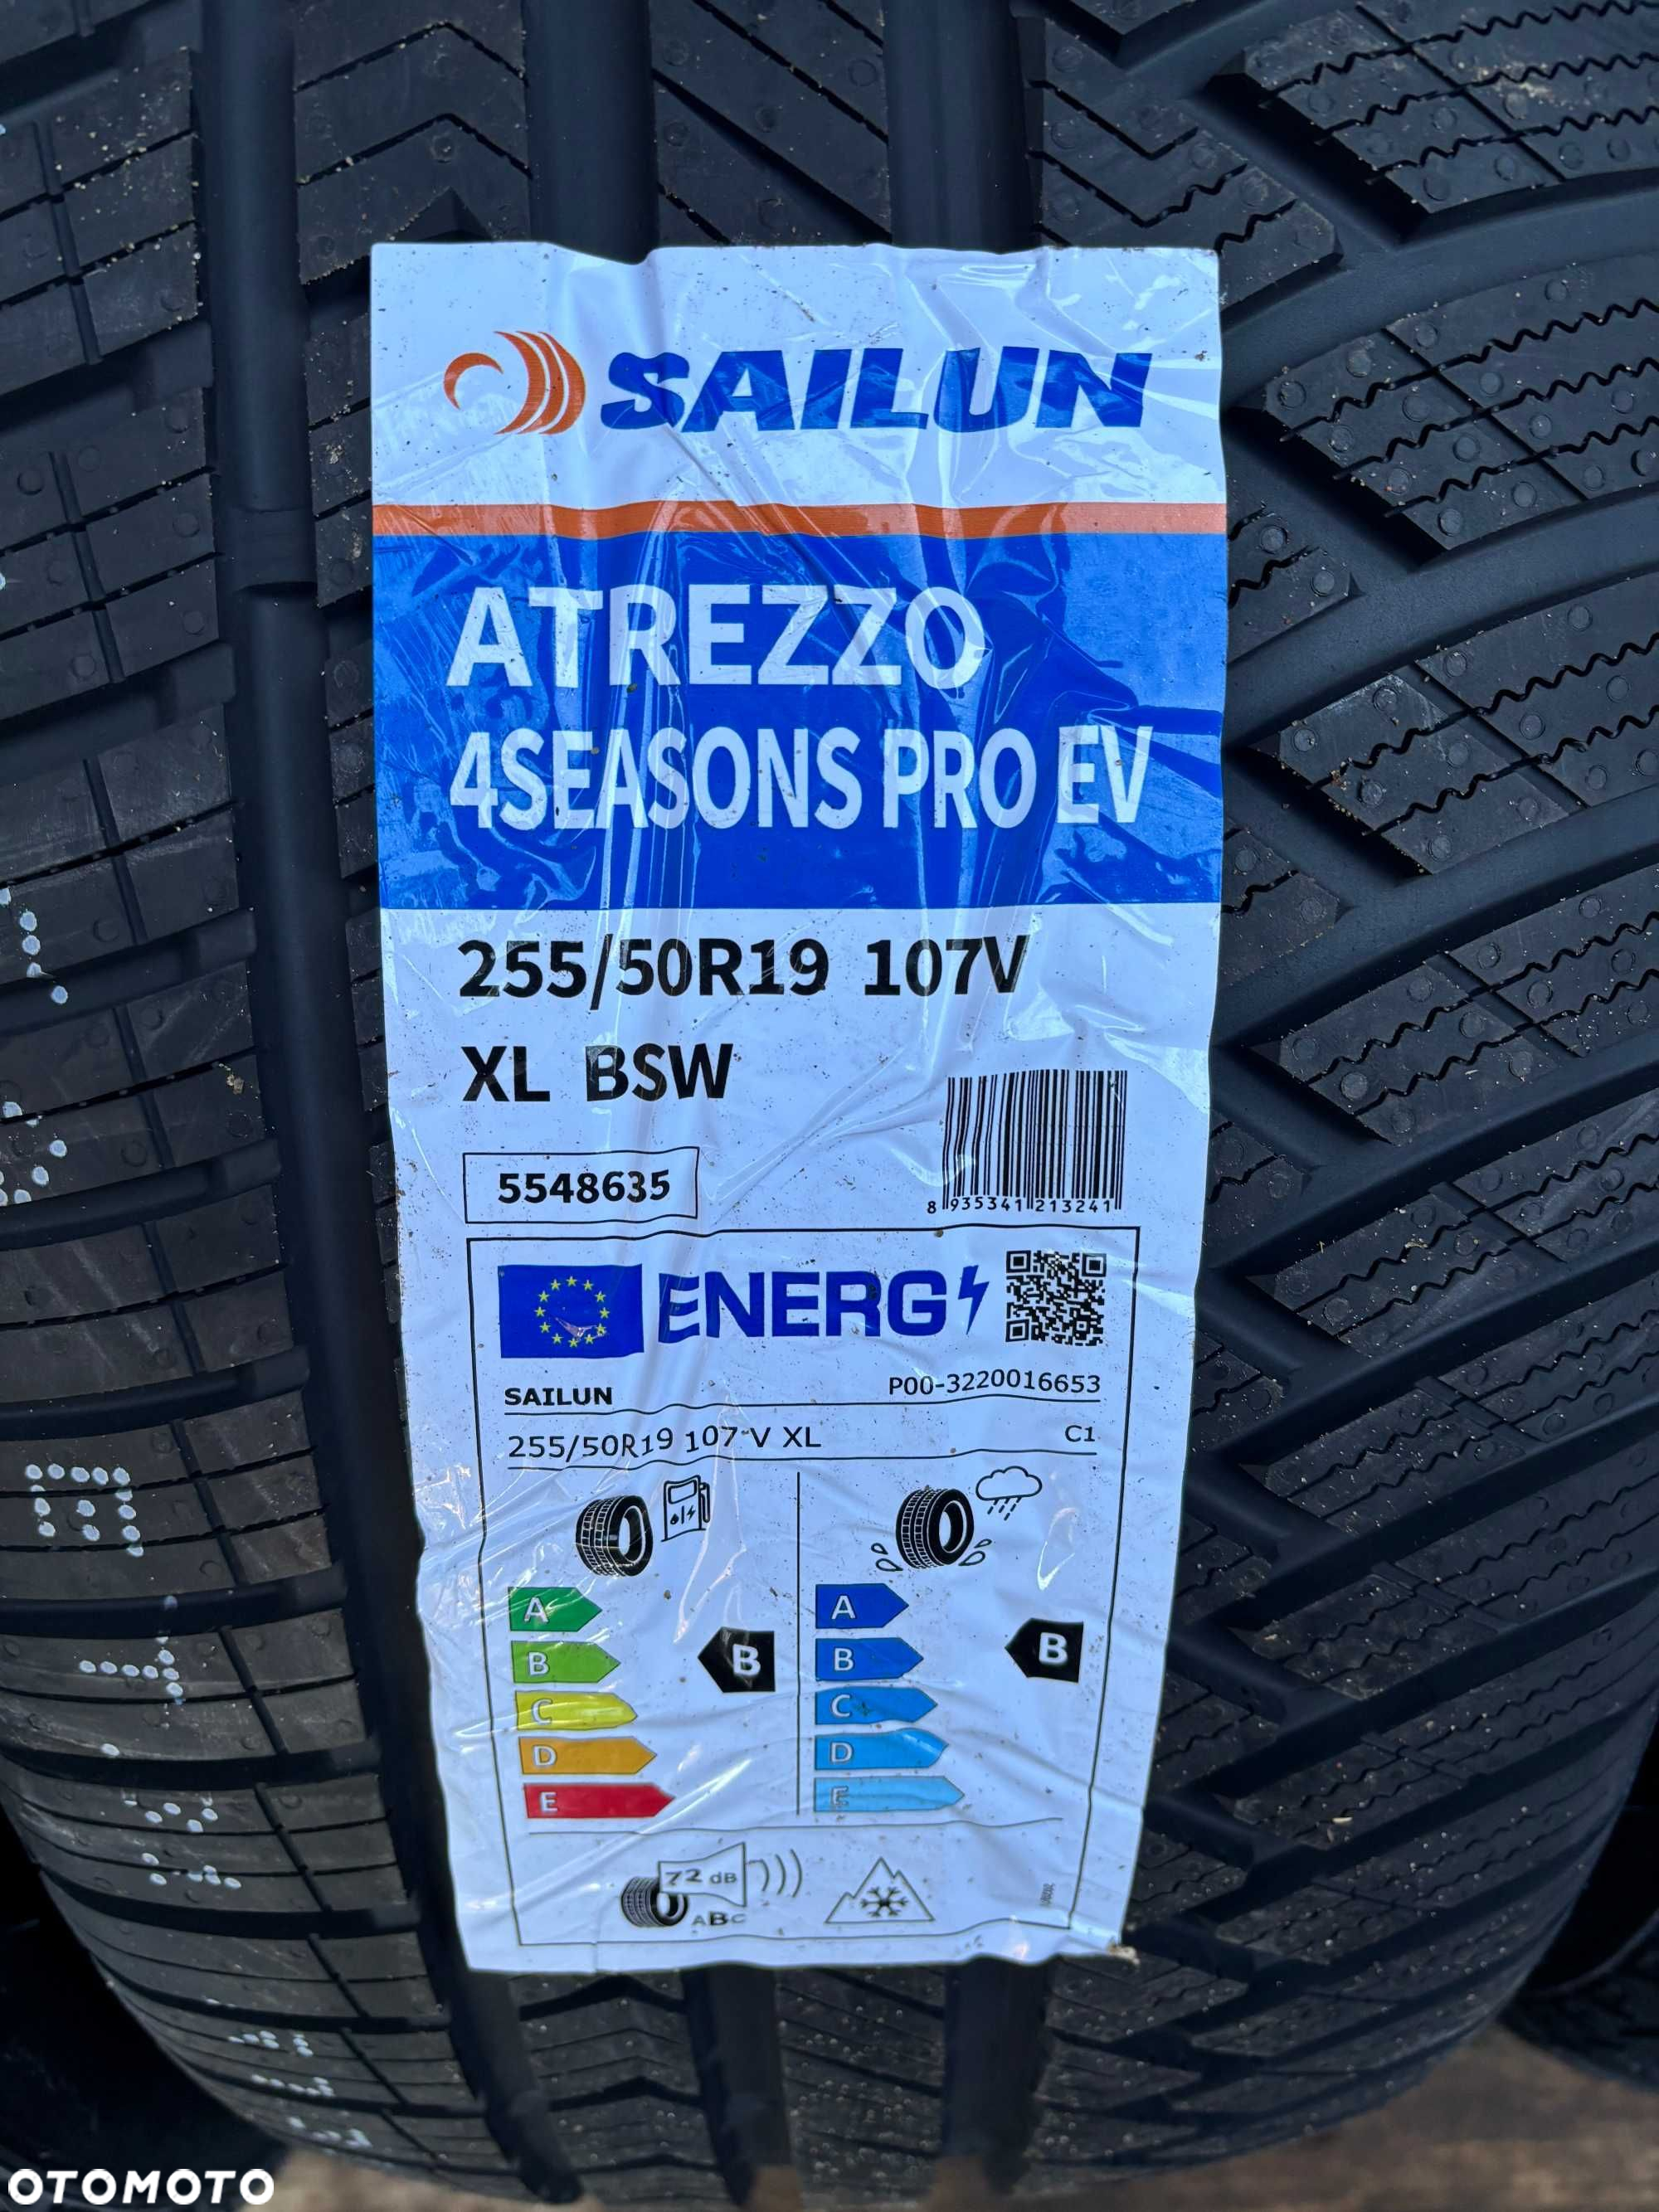 SAILUN
ATREZZO
4SEASONS PRO EV
255/50R19 107V
XL BSW
5548635
8 935341 213241
ENERG
SAILUN P00-3220016653
255/50R19 107 V XL C1
A A
B B B B
C C
D D
E E
72 dB
ABC
OTOMOTO